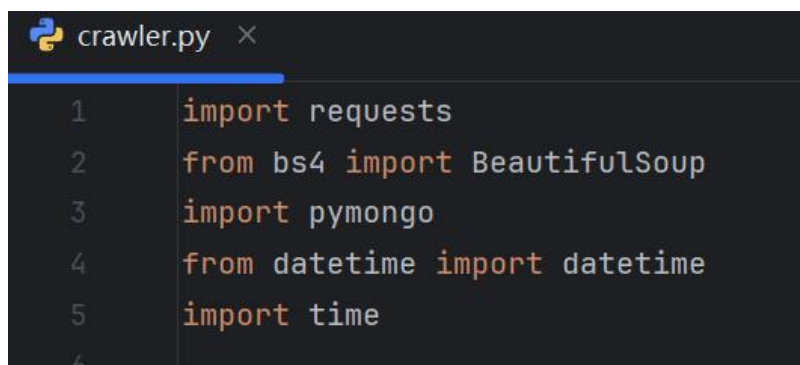 crawler.py ×
1 import requests
2 from bs4 import BeautifulSoup
3 import pymongo
4 from datetime import datetime
5 import time